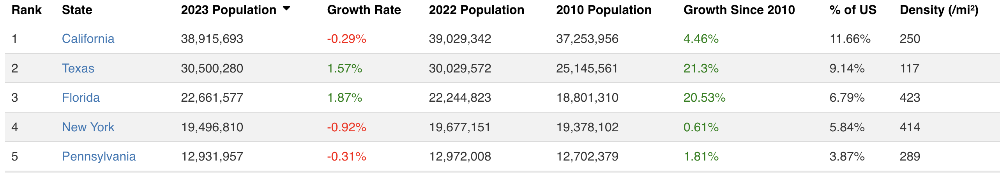 Rank State 2023 Population Growth Rate 2022 Population 2010 Population Growth Since 2010 % of US Density (/mi²)
1 California 38,915,693 -0.29% 39,029,342 37,253,956 4.46% 11.66% 250
2 Texas 30,500,280 1.57% 30,029,572 25,145,561 21.3% 9.14% 117
3 Florida 22,661,577 1.87% 22,244,823 18,801,310 20.53% 6.79% 423
4 New York 19,496,810 -0.92% 19,677,151 19,378,102 0.61% 5.84% 414
5 Pennsylvania 12,931,957 -0.31% 12,972,008 12,702,379 1.81% 3.87% 289